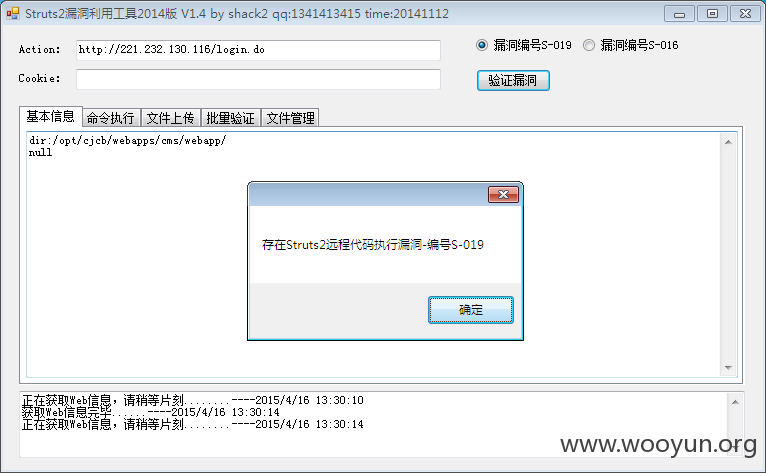 Struts2漏洞利用工具2014版 V1.4 by shack2 qq:1341413415 time:20141112
Action: http://221.232.130.116/login.do
漏洞编号S-019 漏洞编号S-016
Cookie:
验证漏洞
基本信息 命令执行 文件上传 批量验证 文件管理
dir:/opt/cjcb/webapps/cms/webapp/
null
存在Struts2远程代码执行漏洞-编号S-019
确定
正在获取Web信息，请稍等片刻........----2015/4/16 13:30:10
获取Web信息完毕......----2015/4/16 13:30:14
正在获取Web信息，请稍等片刻........----2015/4/16 13:30:14
www.wooyun.org